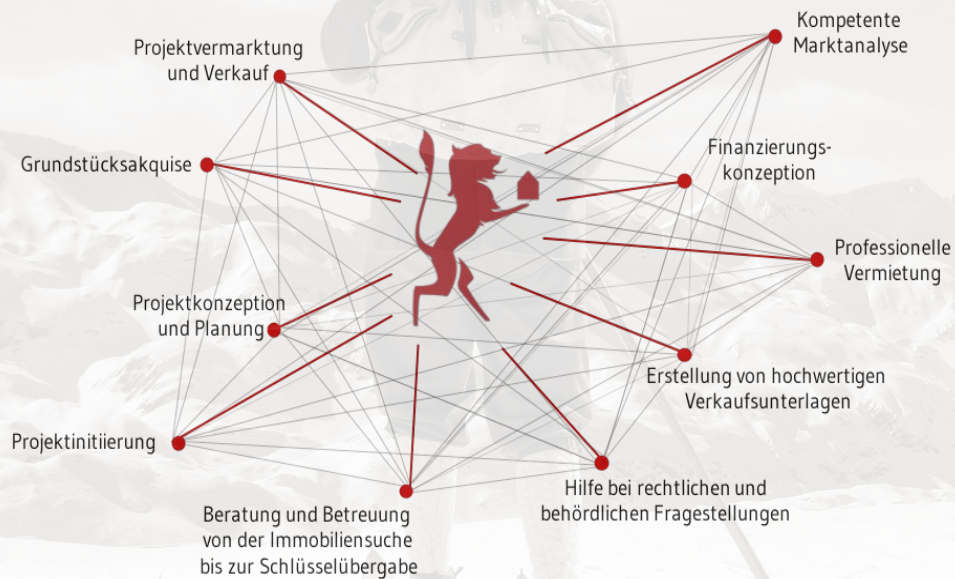 Kompetente
Marktanalyse
Projektvermarktung
und Verkauf
Finanzierungs-
konzeption
Grundstücksakquise
Professionelle
Vermietung
Projektkonzeption
und Planung
Erstellung von hochwertigen
Verkaufsunterlagen
Projektinitiierung
Hilfe bei rechtlichen und
behördlichen Fragestellungen
Beratung und Betreuung
von der Immobiliensuche
bis zur Schlüsselübergabe